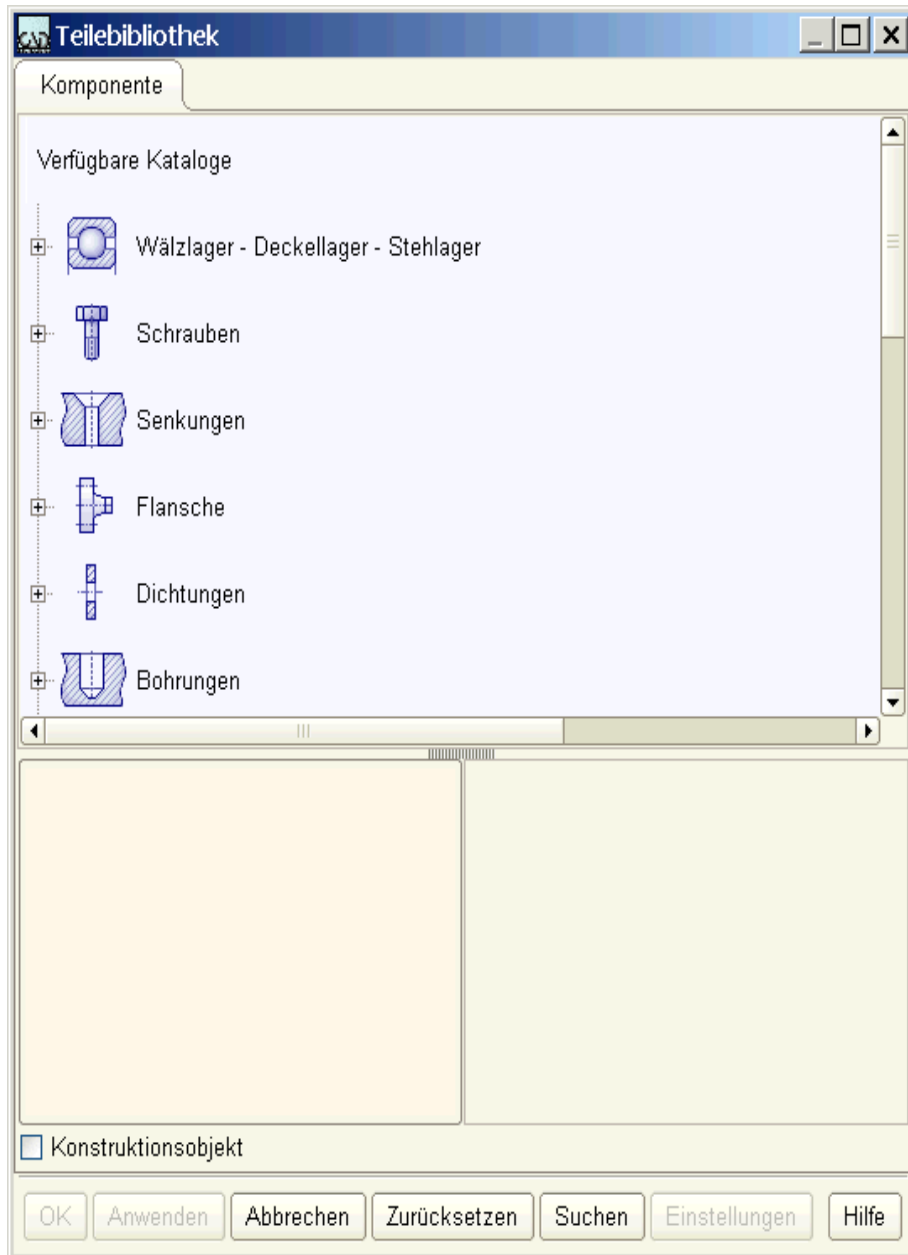 CAD Teilebibliothek
Komponente
Verfügbare Kataloge
Wälzlager - Deckellager - Stehlager
Schrauben
Senkungen
Flansche
Dichtungen
Bohrungen
Konstruktionsobjekt
OK Anwenden Abbrechen Zurücksetzen Suchen Einstellungen Hilfe